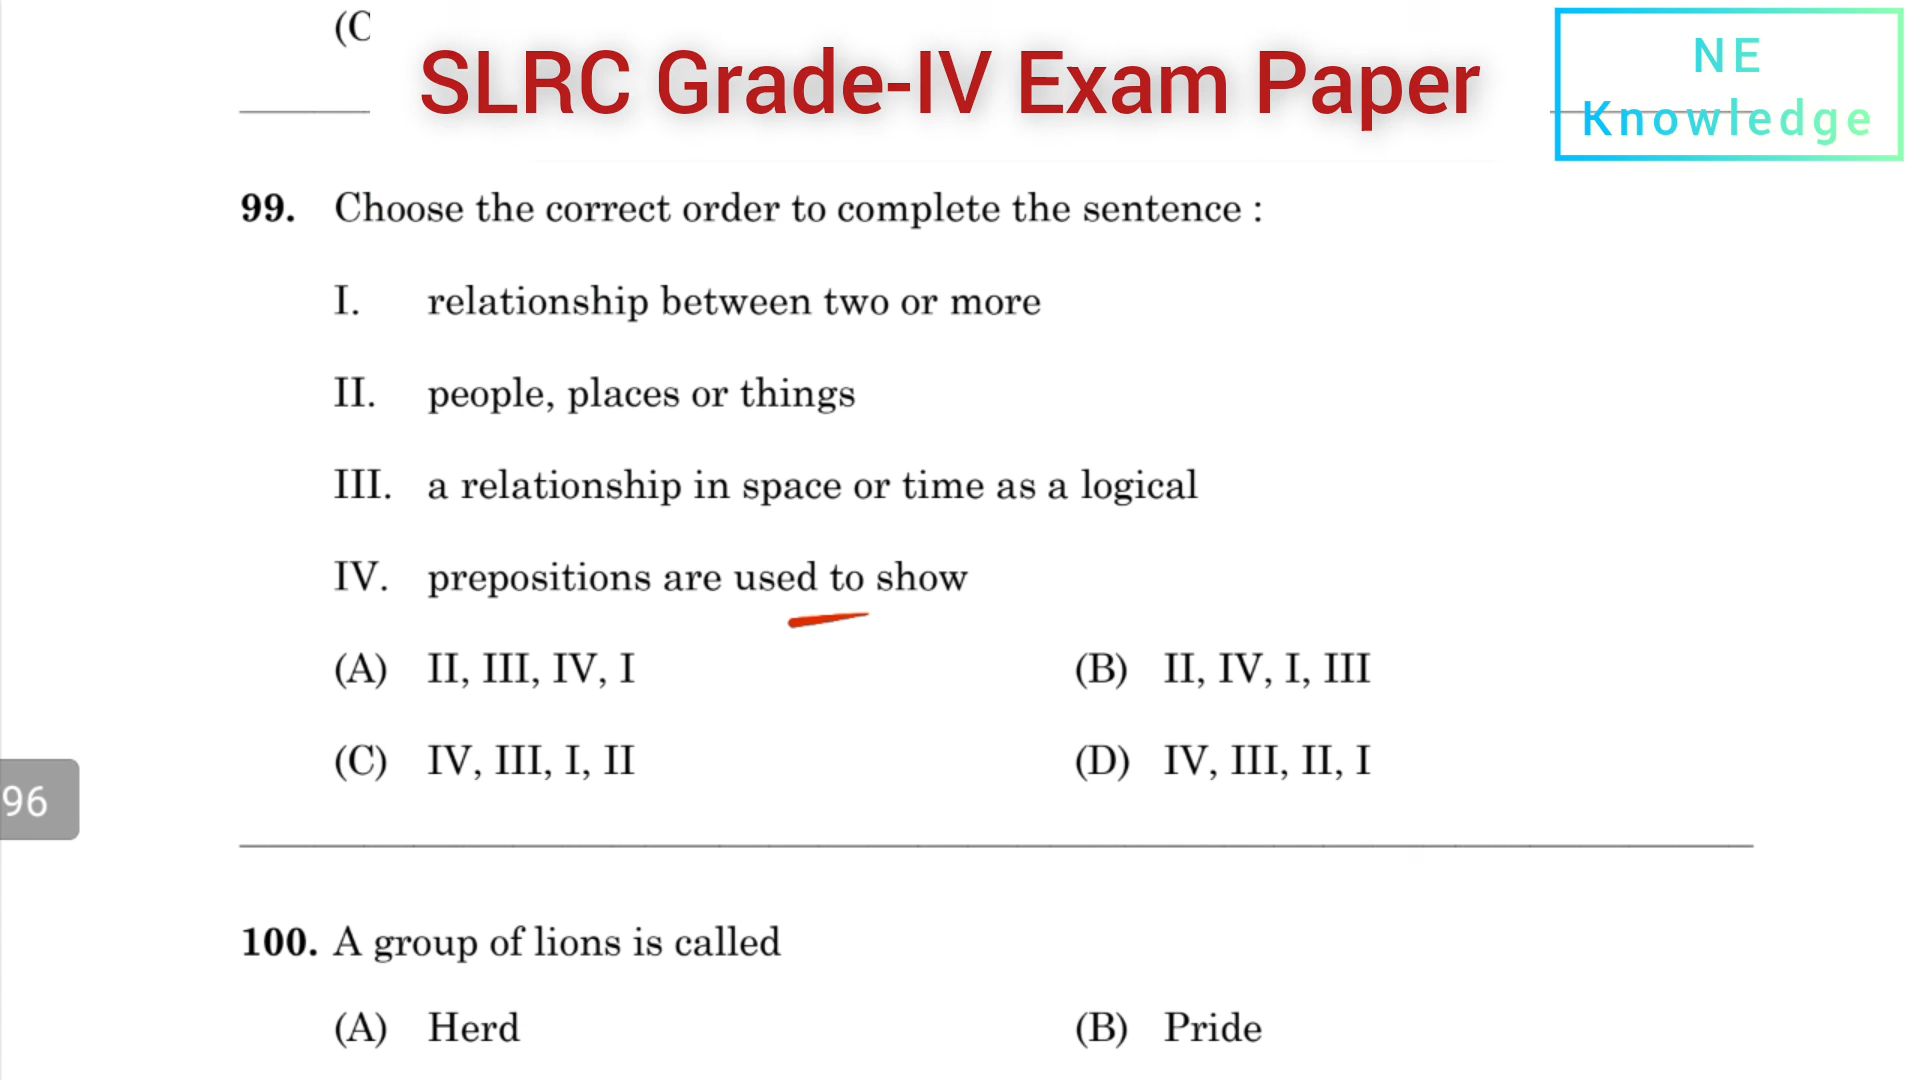 (C
SLRC Grade-IV Exam Paper
NE
Knowledge
99. Choose the correct order to complete the sentence :
I. relationship between two or more
II. people, places or things
III. a relationship in space or time as a logical
IV. prepositions are used to show
(A) II, III, IV, I (B) II, IV, I, III
(C) IV, III, I, II (D) IV, III, II, I
96
100. A group of lions is called
(A) Herd (B) Pride